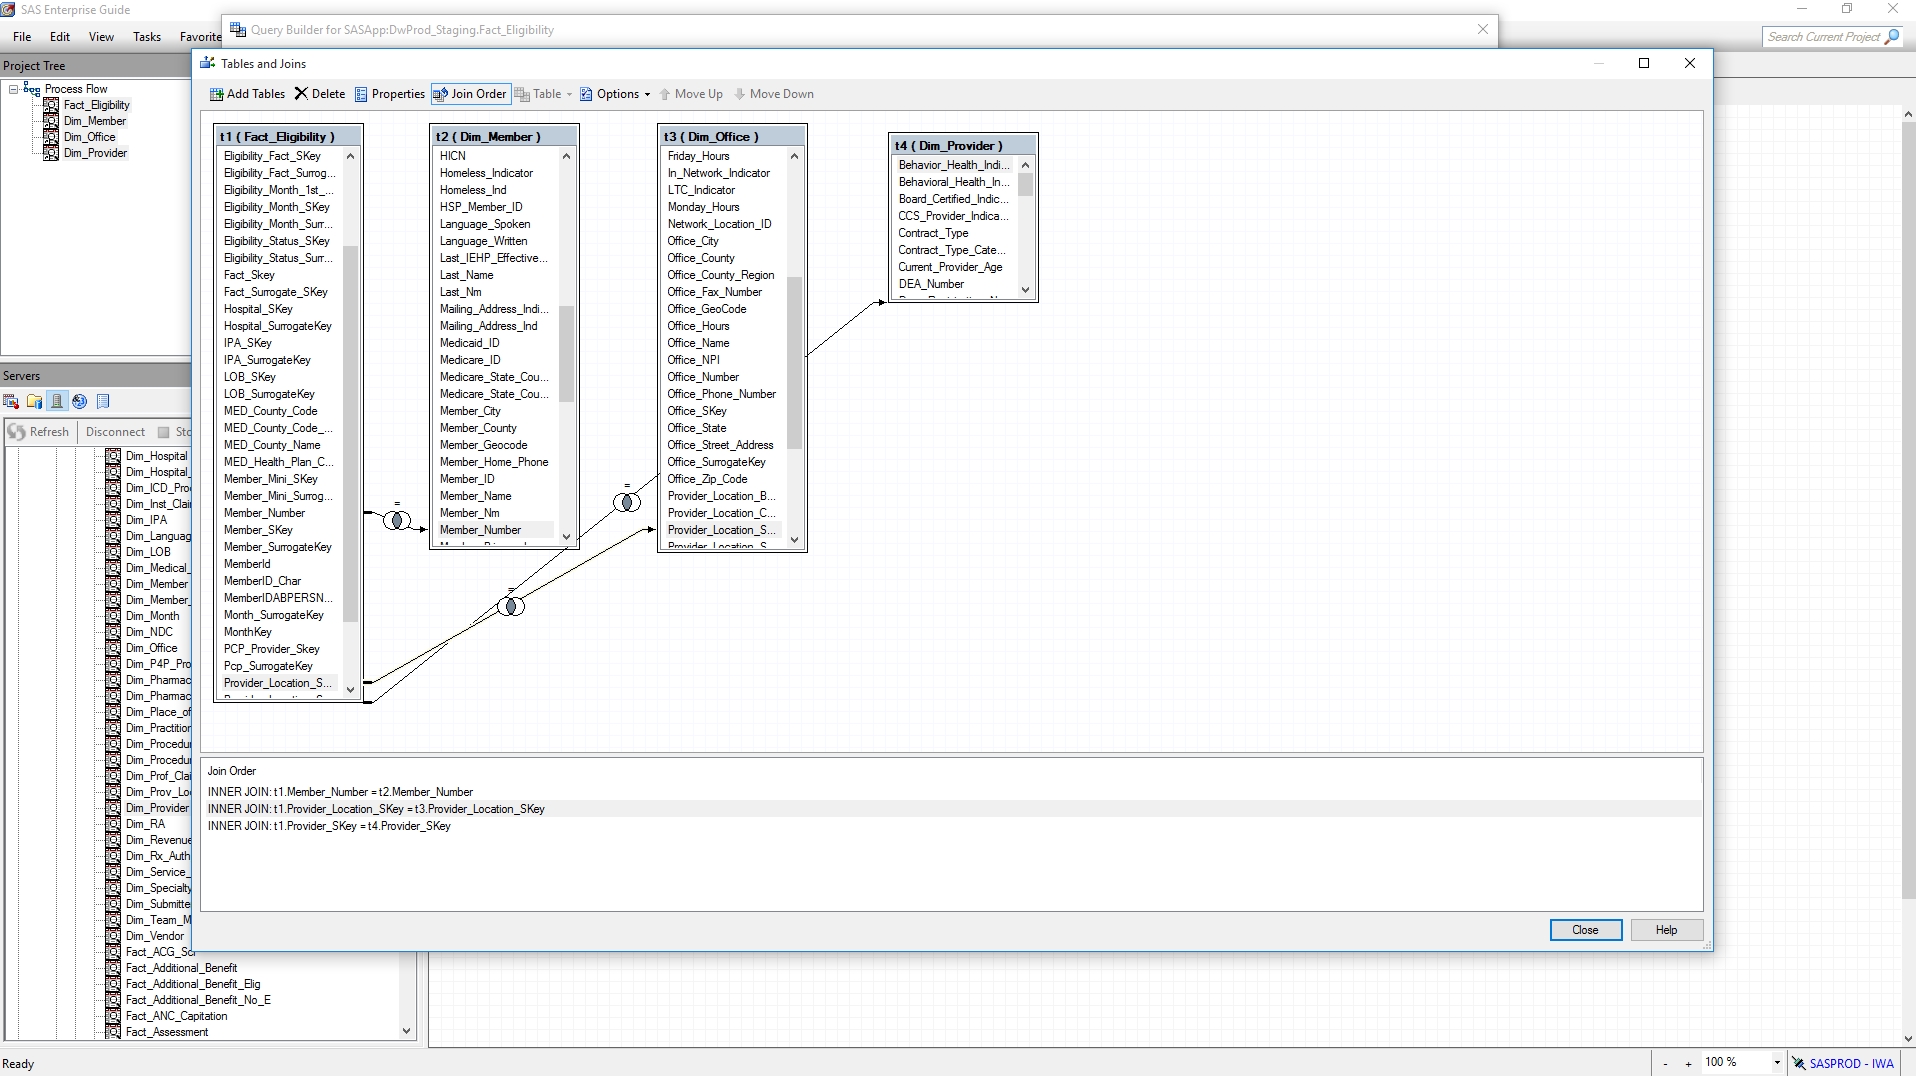 SAS Enterprise Guide
File Edit View Tasks Favorite
Query Builder for SASApp:DwProd_Staging.Fact_Eligibility
Search Current Project
Project Tree
Process Flow
Fact_Eligibility
Dim_Member
Dim_Office
Dim_Provider
Servers
Refresh Disconnect Sto
Dim_Hospital
Dim_Hospital_
Dim_ICD_Pro
Dim_Inst_Clai
Dim_IPA
Dim_Languag
Dim_LOB
Dim_Medical_
Dim_Member
Dim_Member_
Dim_Month
Dim_NDC
Dim_Office
Dim_P4P_Pro
Dim_Pharmac
Dim_Pharmac
Dim_Place_of
Dim_Practition
Dim_Procedu
Dim_Procedu
Dim_Prof_Clai
Dim_Prov_Lo
Dim_Provider
Dim_RA
Dim_Revenue
Dim_Rx_Auth
Dim_Service_
Dim_Specialty
Dim_Submitte
Dim_Team_M
Dim_Vendor
Fact_ACG_Scr
Fact_Additional_Benefit
Fact_Additional_Benefit_Elig
Fact_Additional_Benefit_No_E
Fact_ANC_Capitation
Fact_Assessment
Tables and Joins
Add Tables Delete Properties Join Order Table Options Move Up Move Down
t1 ( Fact_Eligibility )
Eligibility_Fact_SKey
Eligibility_Fact_Surrog...
Eligibility_Month_1st_...
Eligibility_Month_SKey
Eligibility_Month_Surr...
Eligibility_Status_SKey
Eligibility_Status_Surr...
Fact_Skey
Fact_Surrogate_SKey
Hospital_SKey
Hospital_SurrogateKey
IPA_SKey
IPA_SurrogateKey
LOB_SKey
LOB_SurrogateKey
MED_County_Code
MED_County_Code_...
MED_County_Name
MED_Health_Plan_C...
Member_Mini_SKey
Member_Mini_Surrog...
Member_Number
Member_SKey
Member_SurrogateKey
MemberId
MemberID_Char
MemberIDABPERSN...
Month_SurrogateKey
MonthKey
PCP_Provider_Skey
Pcp_SurrogateKey
Provider_Location_S...
t2 ( Dim_Member )
HICN
Homeless_Indicator
Homeless_Ind
HSP_Member_ID
Language_Spoken
Language_Written
Last_IEHP_Effective...
Last_Name
Last_Nm
Mailing_Address_Indi...
Mailing_Address_Ind
Medicaid_ID
Medicare_ID
Medicare_State_Cou...
Medicare_State_Cou...
Member_City
Member_County
Member_Geocode
Member_Home_Phone
Member_ID
Member_Name
Member_Nm
Member_Number
t3 ( Dim_Office )
Friday_Hours
In_Network_Indicator
LTC_Indicator
Monday_Hours
Network_Location_ID
Office_City
Office_County
Office_County_Region
Office_Fax_Number
Office_GeoCode
Office_Hours
Office_Name
Office_NPI
Office_Number
Office_Phone_Number
Office_SKey
Office_State
Office_Street_Address
Office_SurrogateKey
Office_Zip_Code
Provider_Location_B...
Provider_Location_C...
Provider_Location_S...
t4 ( Dim_Provider )
Behavior_Health_Indi...
Behavioral_Health_In...
Board_Certified_Indic...
CCS_Provider_Indica...
Contract_Type
Contract_Type_Cate...
Current_Provider_Age
DEA_Number
=
=
=
Join Order
INNER JOIN: t1.Member_Number = t2.Member_Number
INNER JOIN: t1.Provider_Location_SKey = t3.Provider_Location_SKey
INNER JOIN: t1.Provider_SKey = t4.Provider_SKey
Close Help
Ready
- + 100 % SASPROD - IWA